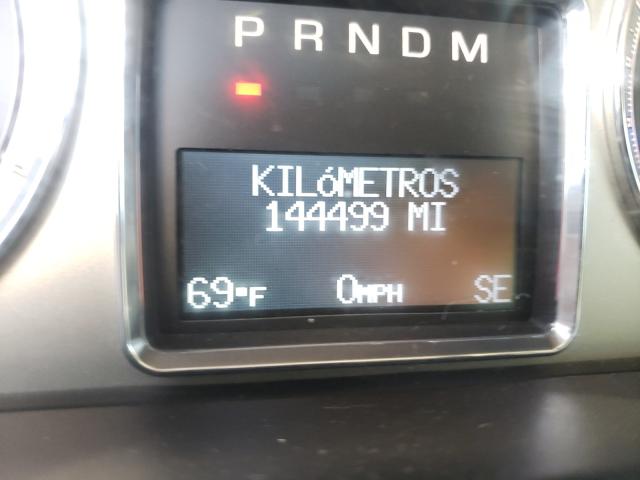 P R N D M
KILóMETROS
144499 MI
69°F 0MPH SE